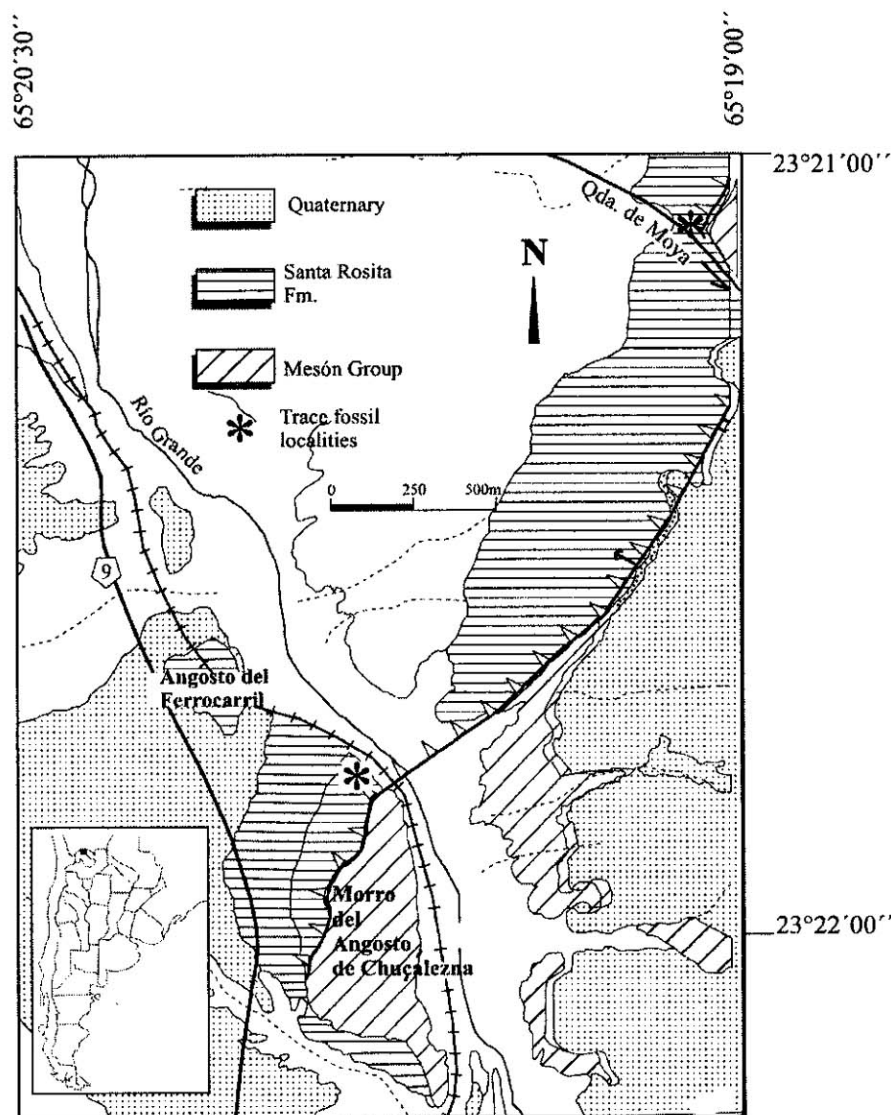 65°20´30´´
65°19´00´´
23°21´00´´
Quaternary
Qda. de Moya
Santa Rosita
Fm.
N
Mesón Group
Río Grande
Trace fossil
localities
0 250 500m
9
Angosto del
Ferrocarril
Morro
del
Angosto
de Chuçalezna
23°22´00´´